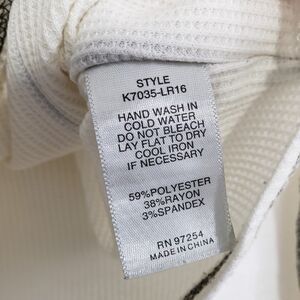 STYLE
K7035-LR16
HAND WASH IN
COLD WATER
DO NOT BLEACH
LAY FLAT TO DRY
COOL IRON
IF NECESSARY
59%POLYESTER
38%RAYON
3%SPANDEX
RN 97254
MADE IN CHINA